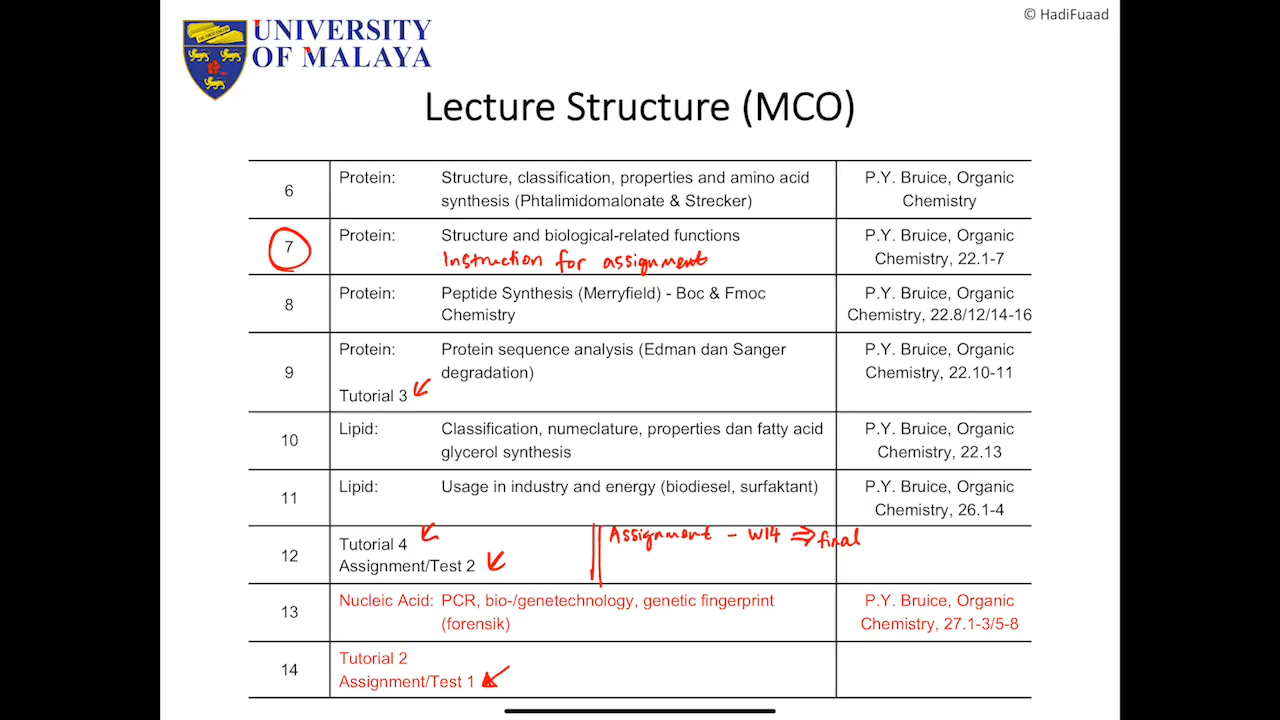 © HadiFuaad
UNIVERSITY
OF MALAYA
Lecture Structure (MCO)
6 Protein: Structure, classification, properties and amino acid P.Y. Bruice, Organic
synthesis (Phtalimidomalonate & Strecker) Chemistry
7 Protein: Structure and biological-related functions P.Y. Bruice, Organic
Instruction for assignment Chemistry, 22.1-7
8 Protein: Peptide Synthesis (Merryfield) - Boc & Fmoc P.Y. Bruice, Organic
Chemistry Chemistry, 22.8/12/14-16
9 Protein: Protein sequence analysis (Edman dan Sanger P.Y. Bruice, Organic
degradation) Chemistry, 22.10-11
Tutorial 3
10 Lipid: Classification, numeclature, properties dan fatty acid P.Y. Bruice, Organic
glycerol synthesis Chemistry, 22.13
11 Lipid: Usage in industry and energy (biodiesel, surfaktant) P.Y. Bruice, Organic
Chemistry, 26.1-4
12 Tutorial 4 Assignment - W14 ⇒ final
Assignment/Test 2
13 Nucleic Acid: PCR, bio-/genetechnology, genetic fingerprint P.Y. Bruice, Organic
(forensik) Chemistry, 27.1-3/5-8
14 Tutorial 2
Assignment/Test 1